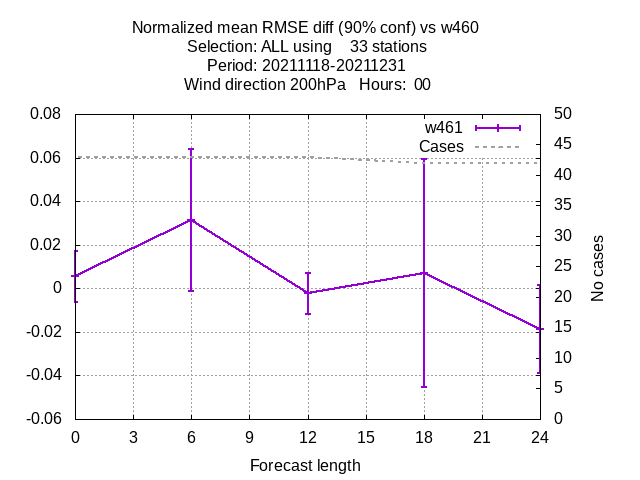 Normalized mean RMSE diff (90% conf) vs w460
Selection: ALL using    33 stations
Period: 20211118-20211231
Wind direction 200hPa   Hours:  00
0.08
0.06
0.04
0.02
0
-0.02
-0.04
-0.06
50
45
40
35
30
25
20
15
10
5
0
w461
Cases
No cases
0 3 6 9 12 15 18 21 24
Forecast length